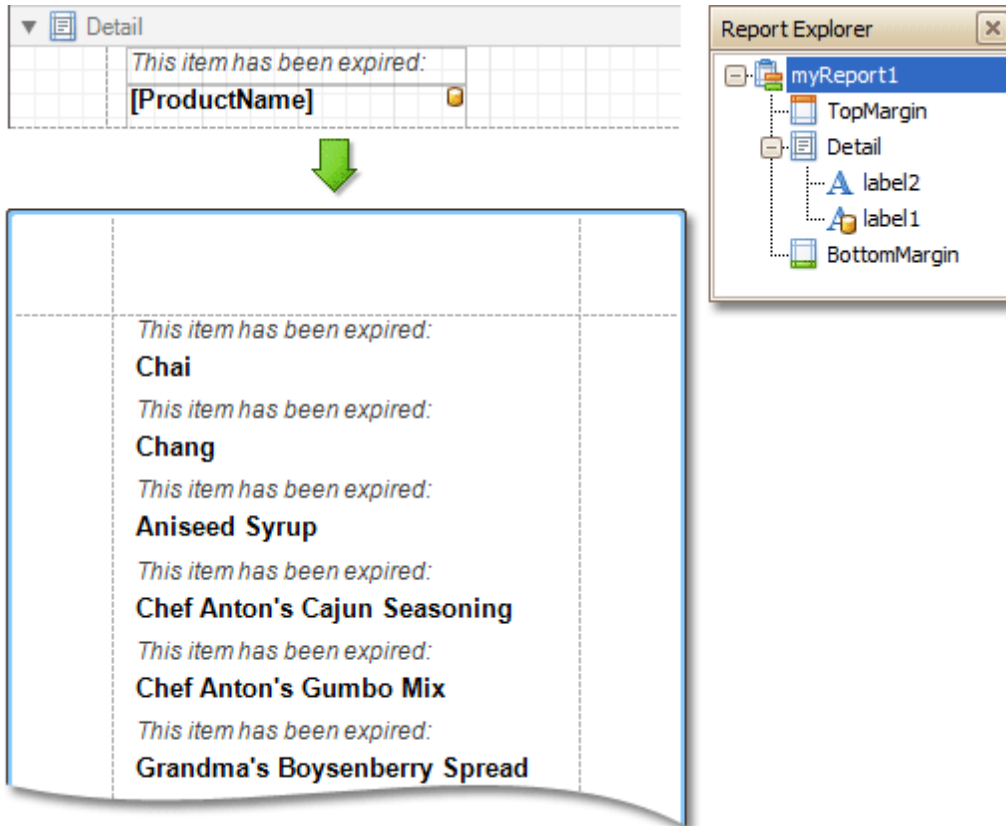 Detail
This item has been expired:
[ProductName]
This item has been expired:
Chai
This item has been expired:
Chang
This item has been expired:
Aniseed Syrup
This item has been expired:
Chef Anton's Cajun Seasoning
This item has been expired:
Chef Anton's Gumbo Mix
This item has been expired:
Grandma's Boysenberry Spread
Report Explorer
myReport1
TopMargin
Detail
label2
label1
BottomMargin